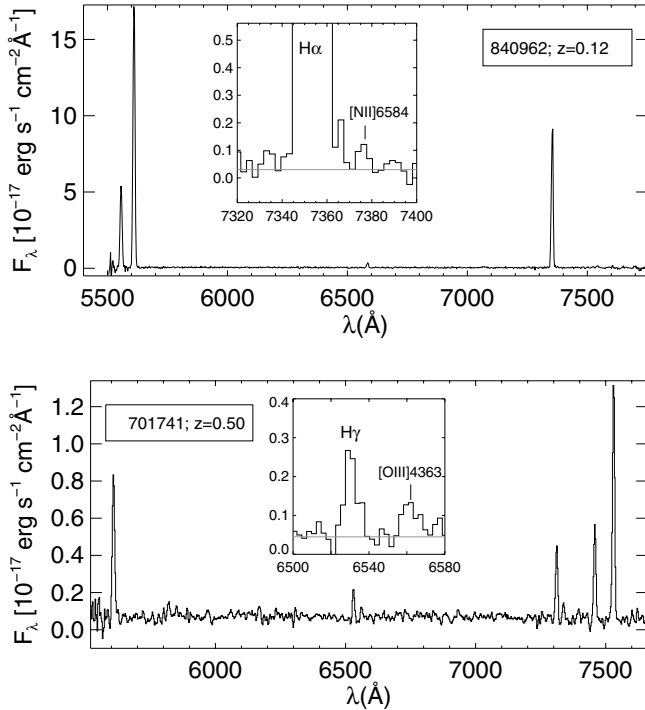 840962; z=0.12
Hα
[NII]6584
0.5
0.4
0.3
0.2
0.1
0.0
7320 7340 7360 7380 7400
15
10
5
0
F_λ [10⁻¹⁷ erg s⁻¹ cm⁻²Å⁻¹]
5500 6000 6500 7000 7500
λ(Å)
701741; z=0.50
Hγ
[OIII]4363
0.4
0.3
0.2
0.1
0.0
6500 6540 6580
1.2
1.0
0.8
0.6
0.4
0.2
0.0
F_λ [10⁻¹⁷ erg s⁻¹ cm⁻²Å⁻¹]
6000 6500 7000 7500
λ(Å)